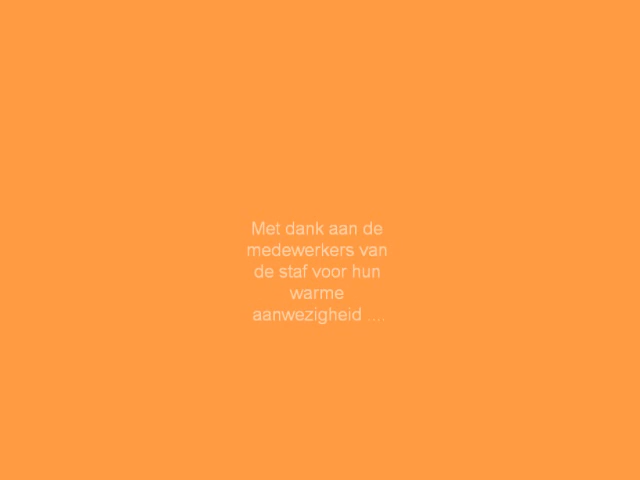 Met dank aan de
medewerkers van
de staf voor hun
warme
aanwezigheid ....